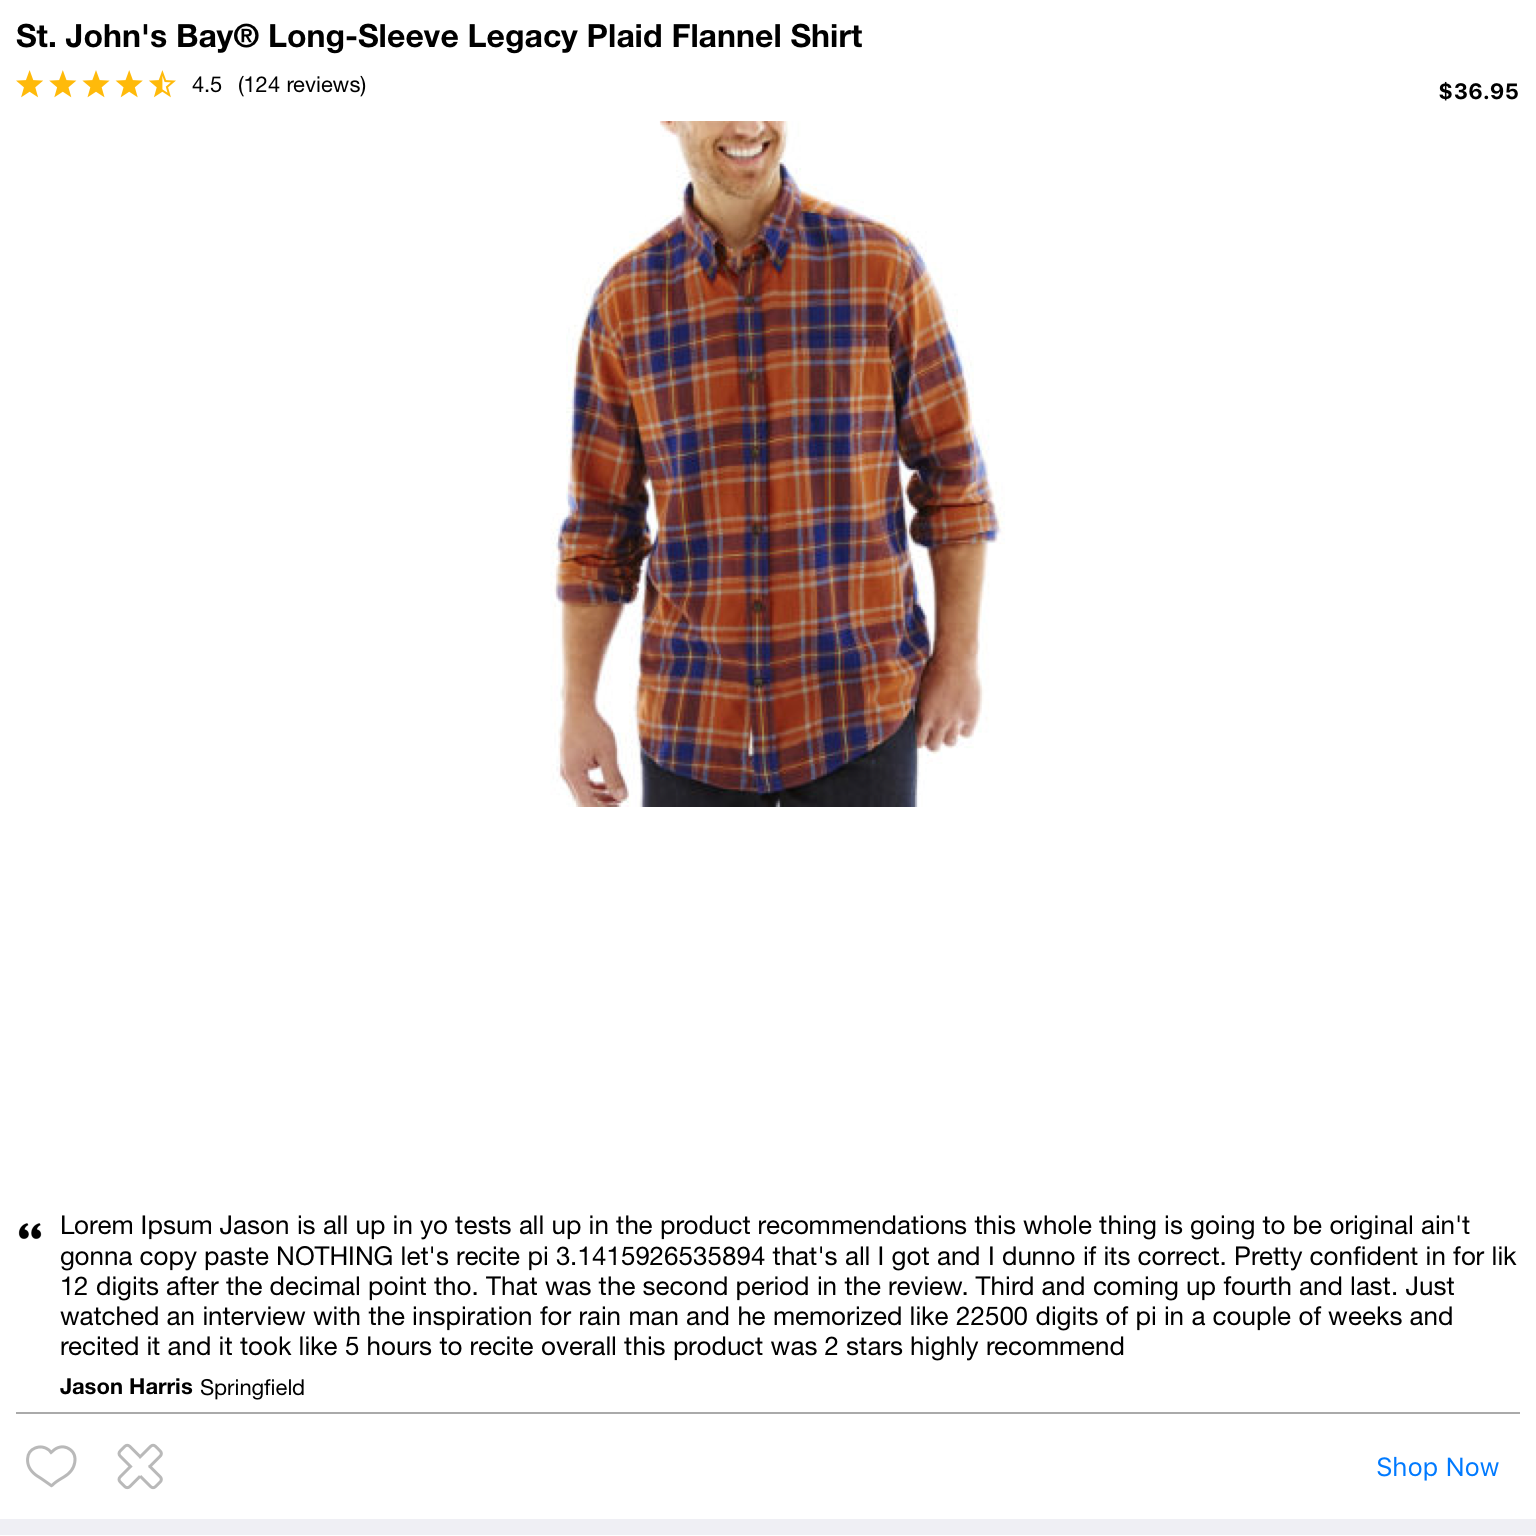 St. John's Bay® Long-Sleeve Legacy Plaid Flannel Shirt
4.5 (124 reviews)
$36.95
“ Lorem Ipsum Jason is all up in yo tests all up in the product recommendations this whole thing is going to be original ain't
gonna copy paste NOTHING let's recite pi 3.1415926535894 that's all I got and I dunno if its correct. Pretty confident in for lik
12 digits after the decimal point tho. That was the second period in the review. Third and coming up fourth and last. Just
watched an interview with the inspiration for rain man and he memorized like 22500 digits of pi in a couple of weeks and
recited it and it took like 5 hours to recite overall this product was 2 stars highly recommend
Jason Harris Springfield
Shop Now